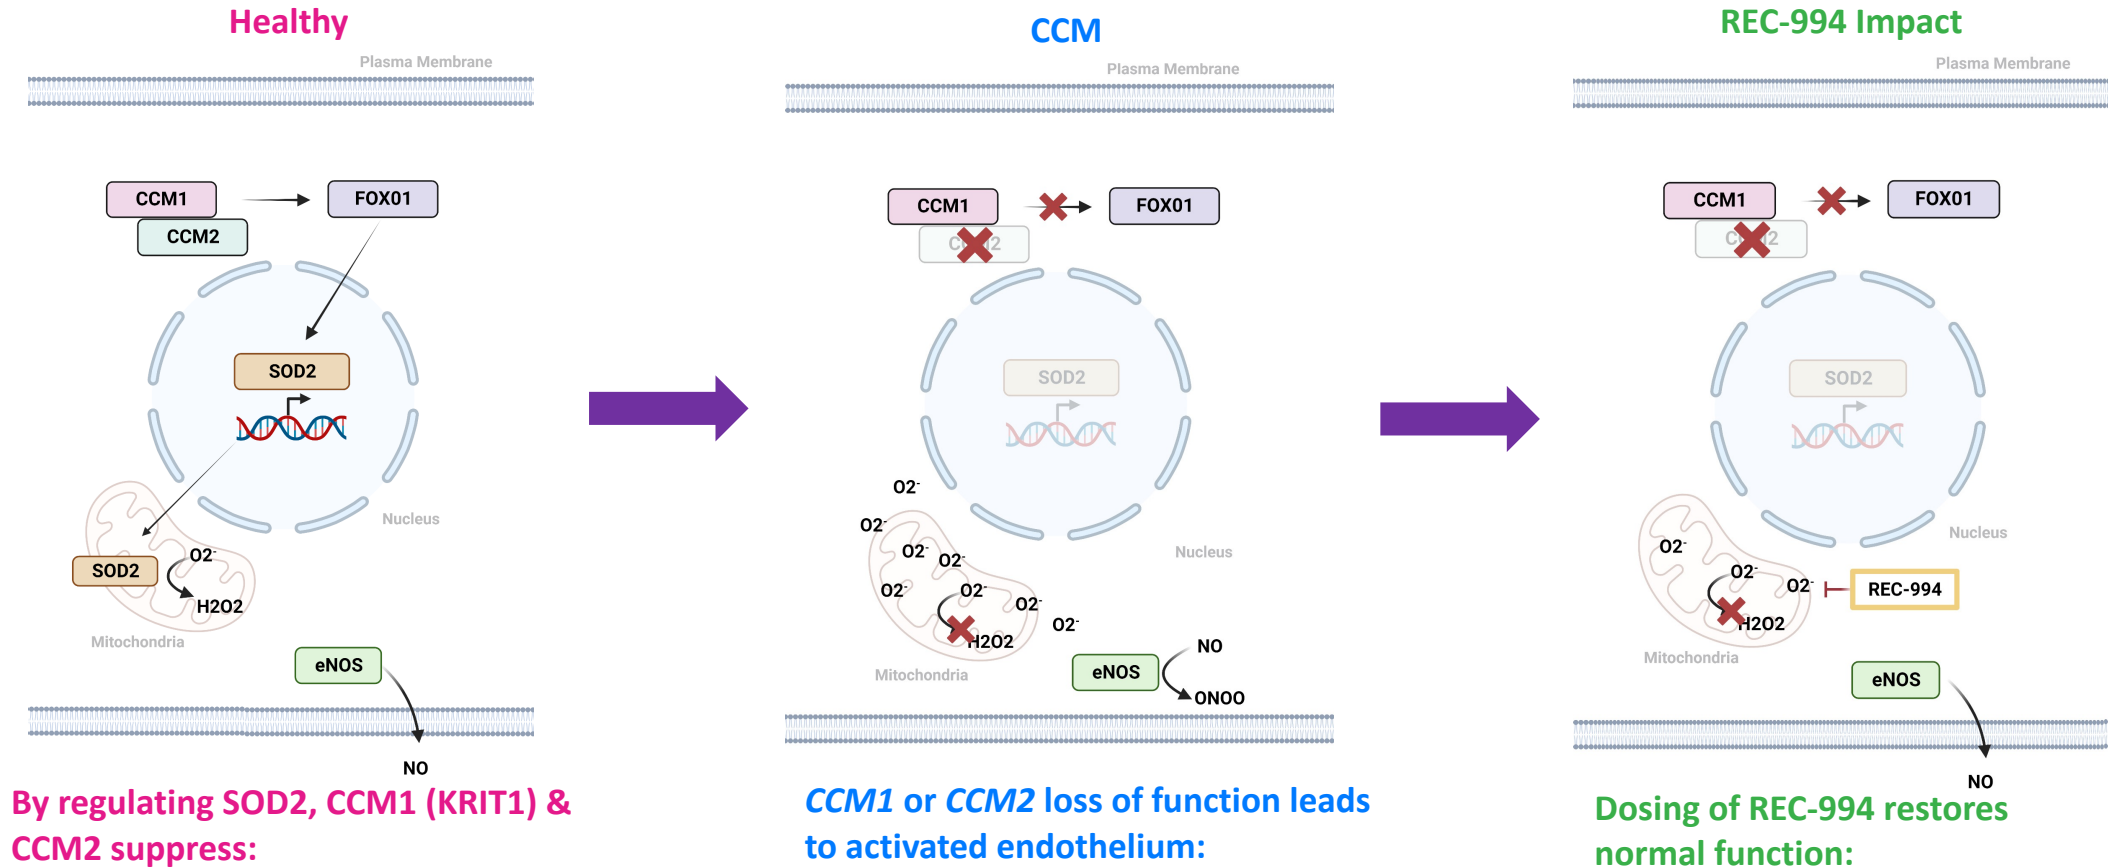 Healthy
Plasma Membrane
CCM1
FOX01
CCM2
SOD2
Nucleus
O2-
SOD2
H2O2
Mitochondria
eNOS
NO
By regulating SOD2, CCM1 (KRIT1) &
CCM2 suppress:
CCM
Plasma Membrane
CCM1
FOX01
SOD2
O2-
O2-
O2-
O2-
Nucleus
O2-
O2-
O2-
O2-
H2O2
NO
Mitochondria
eNOS
ONOO
CCM1 or CCM2 loss of function leads
to activated endothelium:
REC-994 Impact
Plasma Membrane
CCM1
FOX01
SOD2
Nucleus
O2-
O2-
O2-
REC-994
H2O2
Mitochondria
eNOS
NO
Dosing of REC-994 restores
normal function: